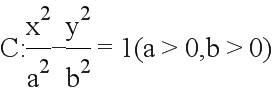 C: x²/a² − y²/b² = 1(a > 0,b > 0)